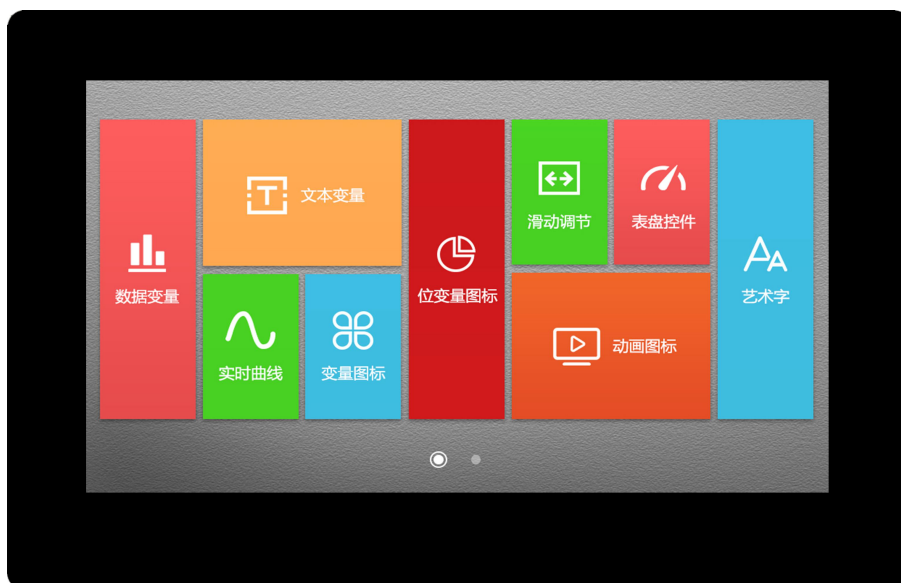 数据变量
文本变量
实时曲线
变量图标
位变量图标
滑动调节
表盘控件
动画图标
艺术字